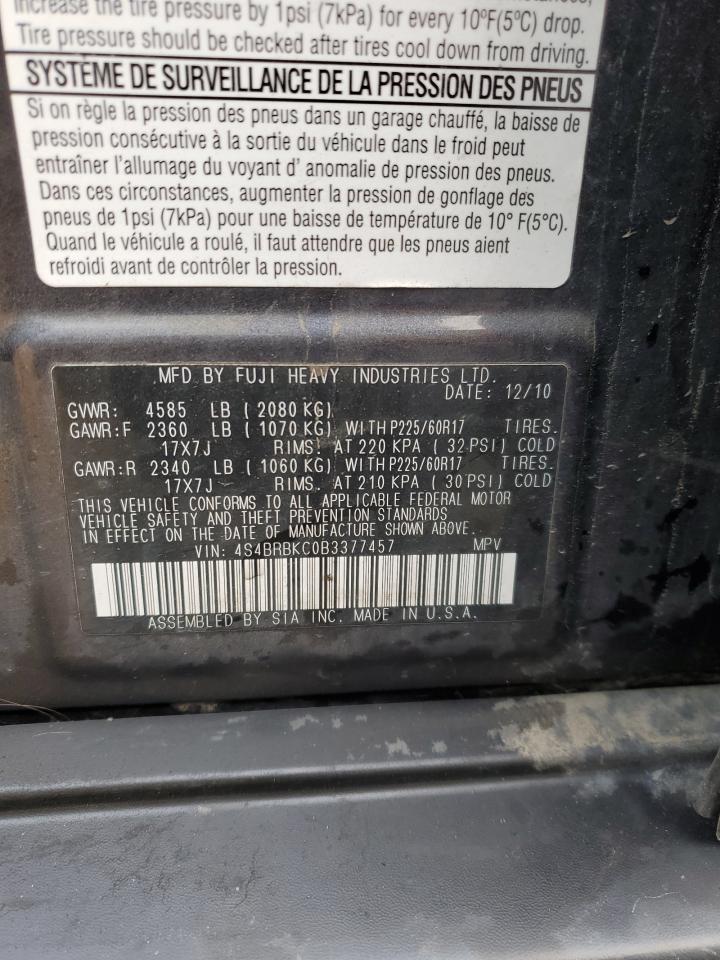 increase the tire pressure by 1psi (7kPa) for every 10ºF(5ºC) drop.
Tire pressure should be checked after tires cool down from driving.
SYSTÈME DE SURVEILLANCE DE LA PRESSION DES PNEUS
Si on règle la pression des pneus dans un garage chauffé, la baisse de
pression consécutive à la sortie du véhicule dans le froid peut
entraîner l'allumage du voyant d' anomalie de pression des pneus.
Dans ces circonstances, augmenter la pression de gonflage des
pneus de 1psi (7kPa) pour une baisse de température de 10° F(5°C).
Quand le véhicule a roulé, il faut attendre que les pneus aient
refroidi avant de contrôler la pression.
MFD BY FUJI HEAVY INDUSTRIES LTD.
DATE: 12/10
GVWR: 4585 LB ( 2080 KG)
GAWR:F 2360 LB ( 1070 KG) WITH P225/60R17 TIRES.
17X7J RIMS: AT 220 KPA ( 32 PSI) COLD
GAWR:R 2340 LB ( 1060 KG) WITH P225/60R17 TIRES.
17X7J RIMS. AT 210 KPA ( 30 PSI) COLD
THIS VEHICLE CONFORMS TO ALL APPLICABLE FEDERAL MOTOR
VEHICLE SAFETY AND THEFT PREVENTION STANDARDS
IN EFFECT ON THE DATE OF MANUFACTURE SHOWN ABOVE.
VIN: 4S4BRBKC0B3377457 MPV
ASSEMBLED BY SIA INC. MADE IN U.S.A.